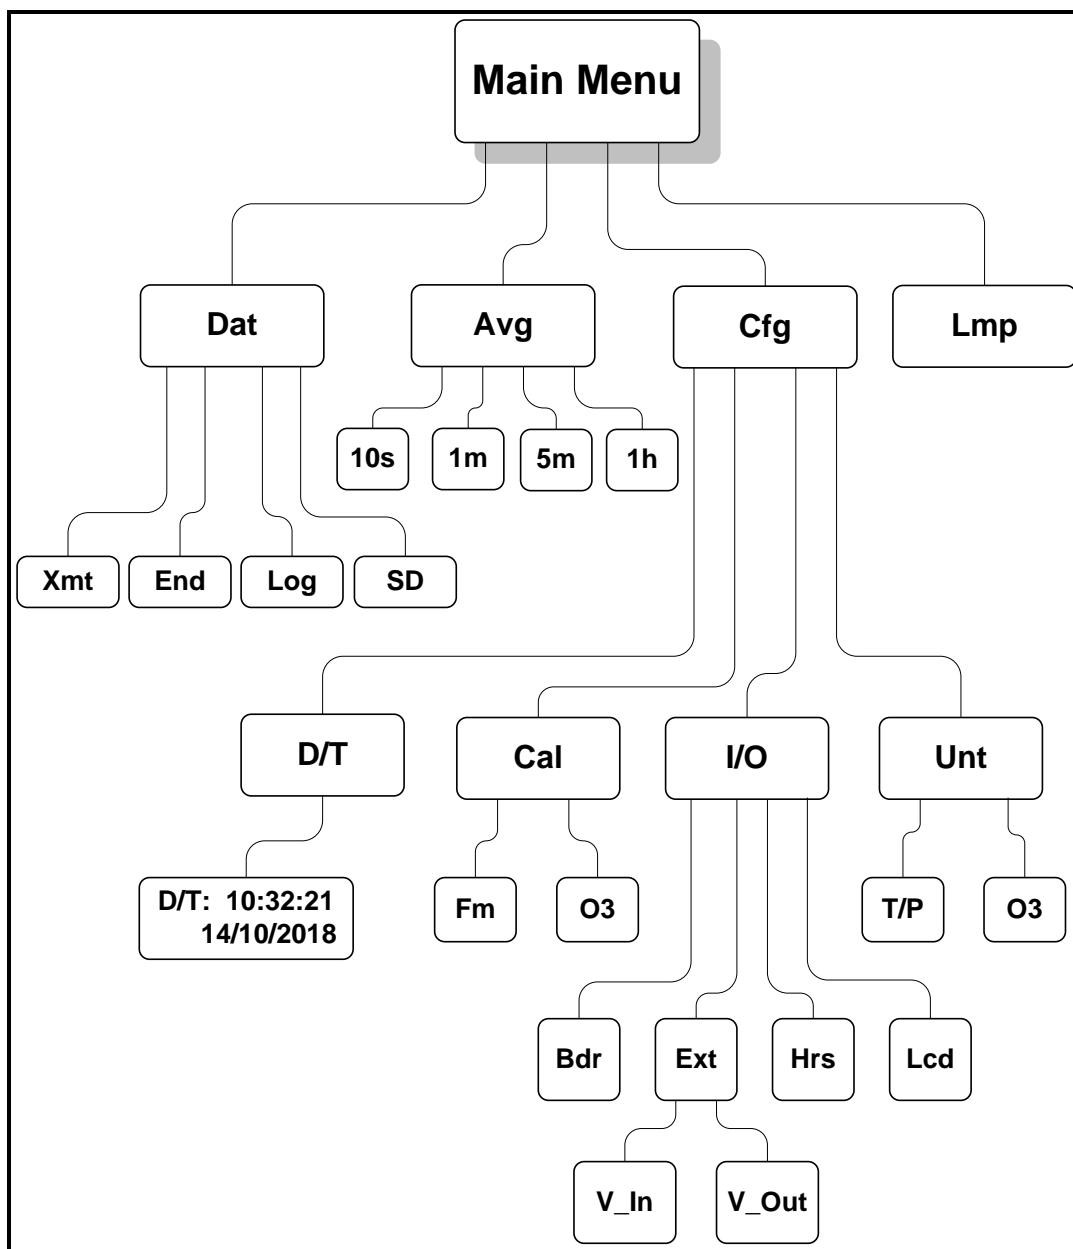 Main Menu
Dat
Avg
Cfg
Lmp
10s
1m
5m
1h
Xmt
End
Log
SD
D/T
Cal
I/O
Unt
D/T: 10:32:21
14/10/2018
Fm
O3
T/P
O3
Bdr
Ext
Hrs
Lcd
V_In
V_Out